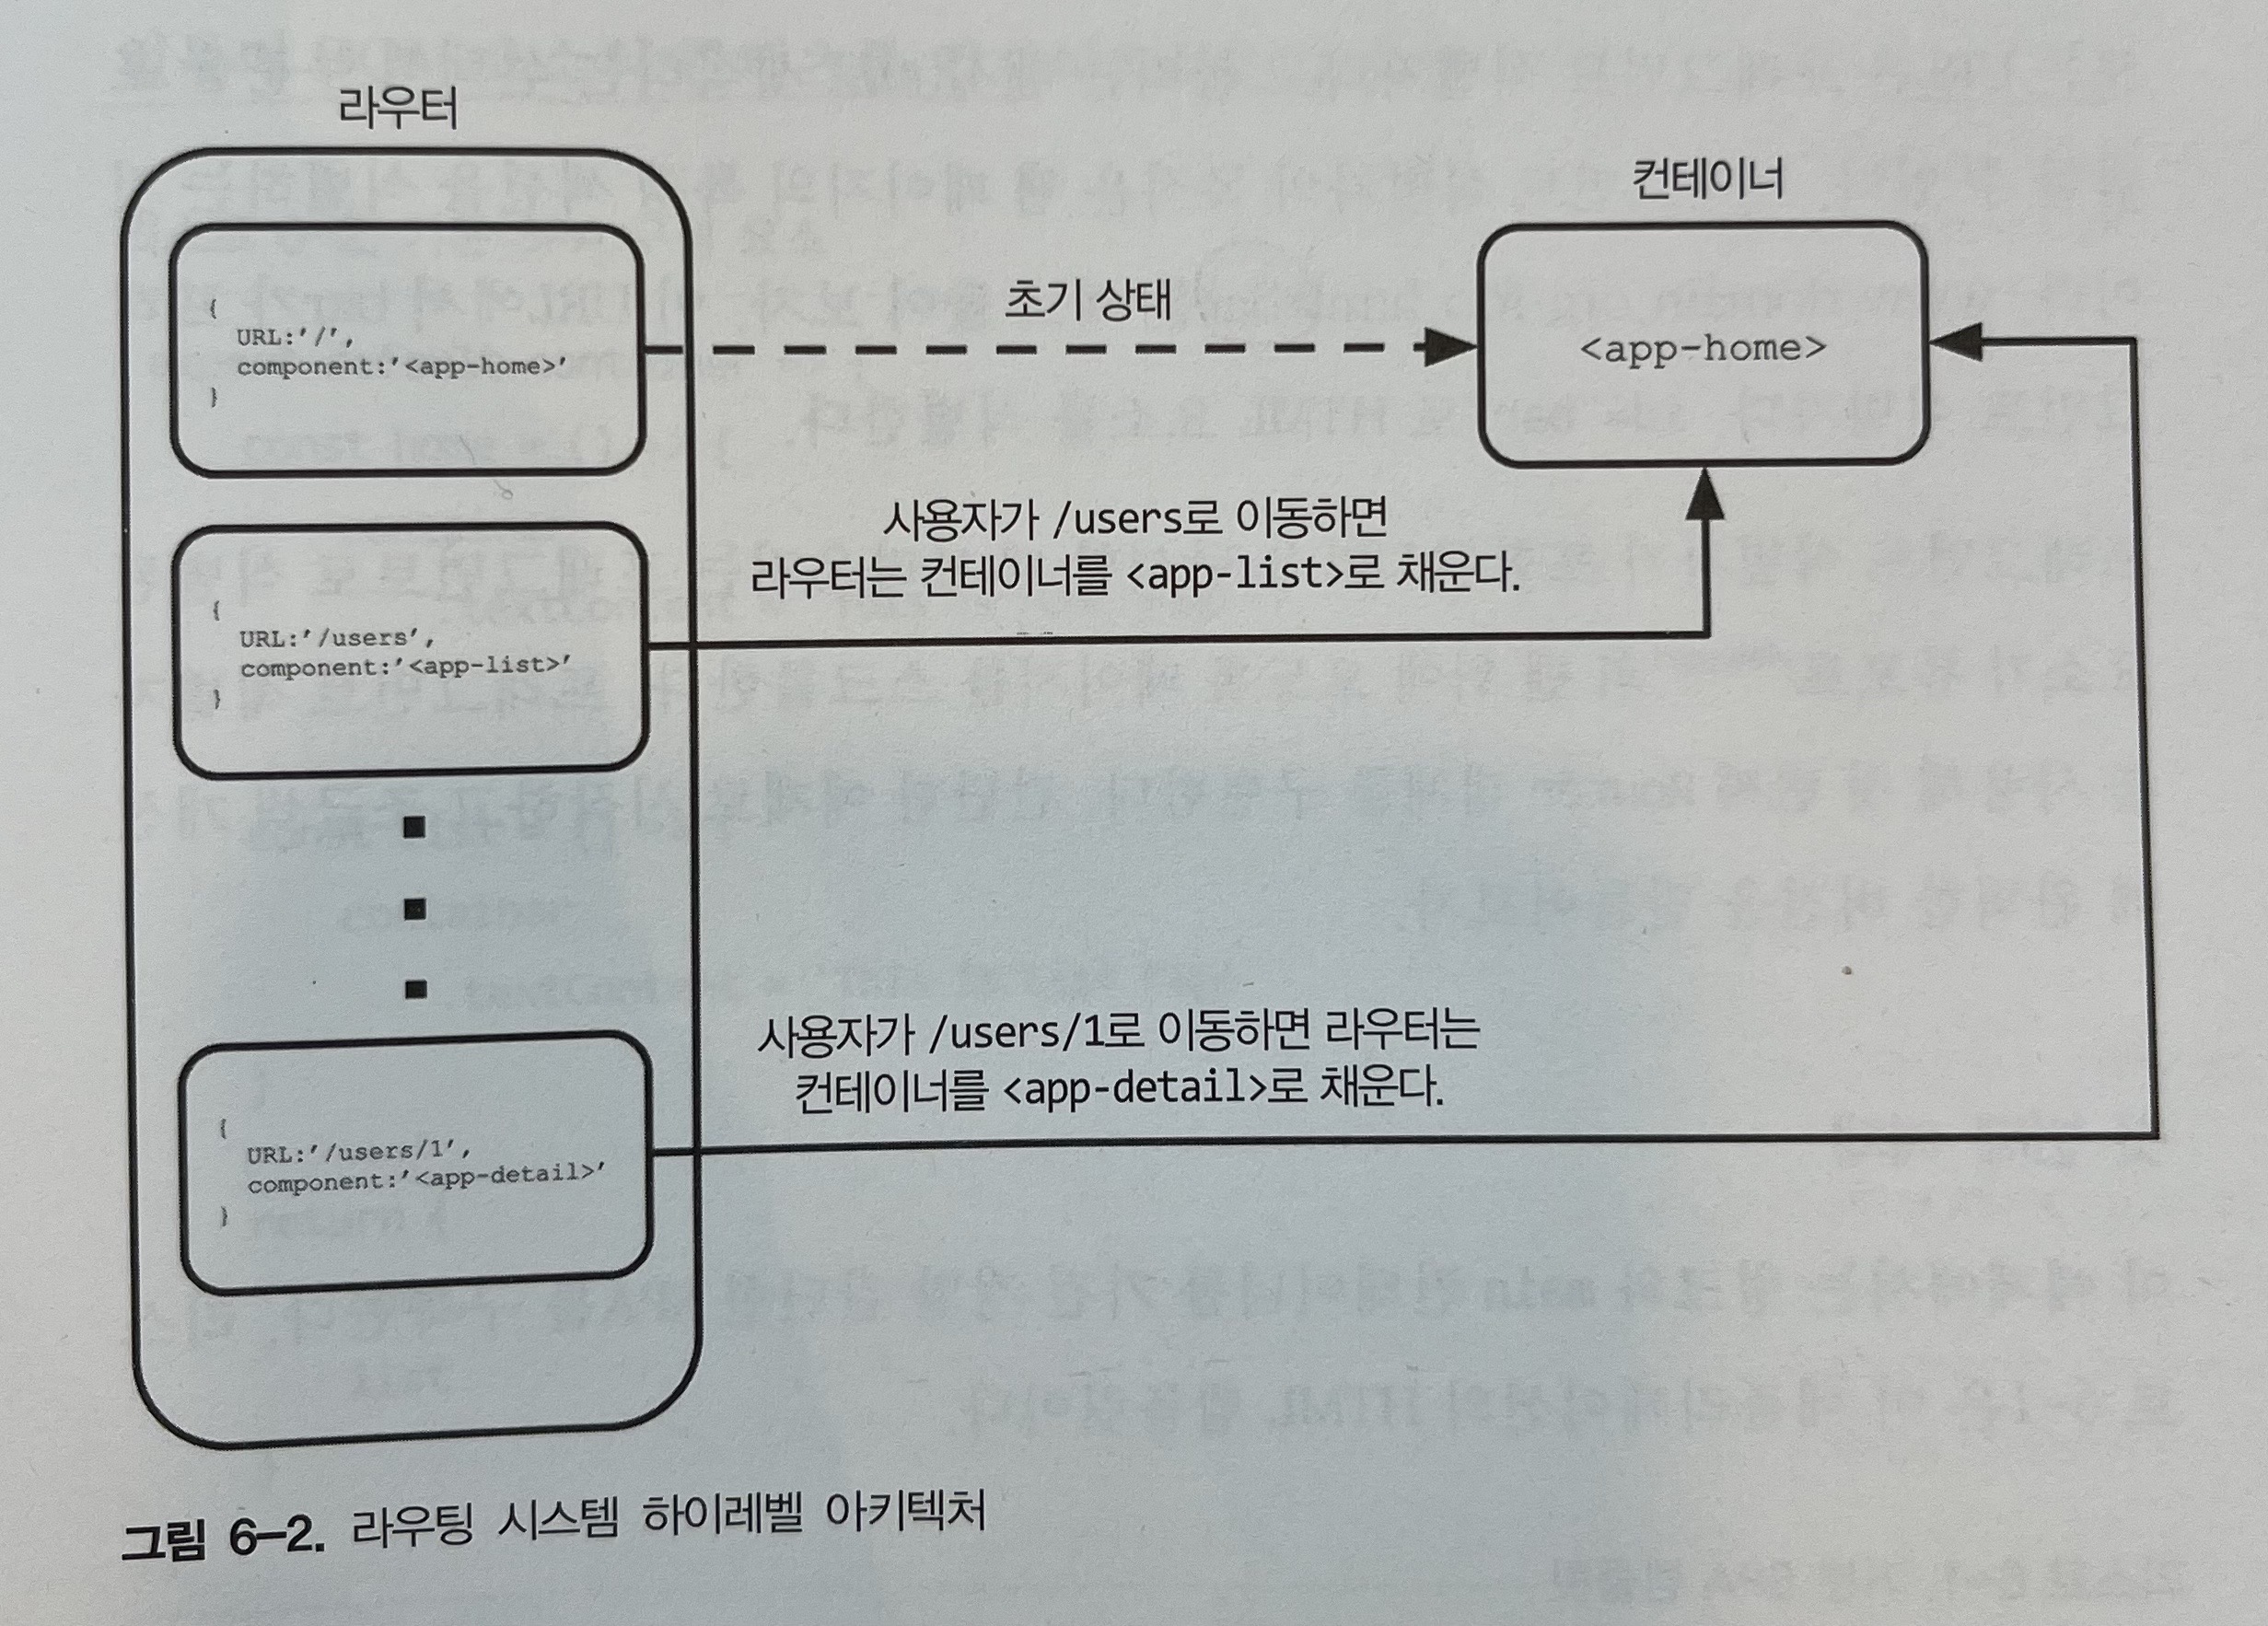 라우터
컨테이너
{
URL:'/',
component:'<app-home>'
}
초기 상태
<app-home>
사용자가 /users로 이동하면
라우터는 컨테이너를 <app-list>로 채운다.
{
URL:'/users',
component:'<app-list>'
}
사용자가 /users/1로 이동하면 라우터는
컨테이너를 <app-detail>로 채운다.
{
URL:'/users/1',
component:'<app-detail>'
}
그림 6-2. 라우팅 시스템 하이레벨 아키텍처